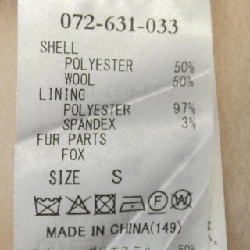 072-631-033
SHELL
POLYESTER 50%
WOOL 50%
LINING
POLYESTER 97%
SPANDEX 3%
FUR PARTS
FOX
SIZE S
MADE IN CHINA(149)
50%